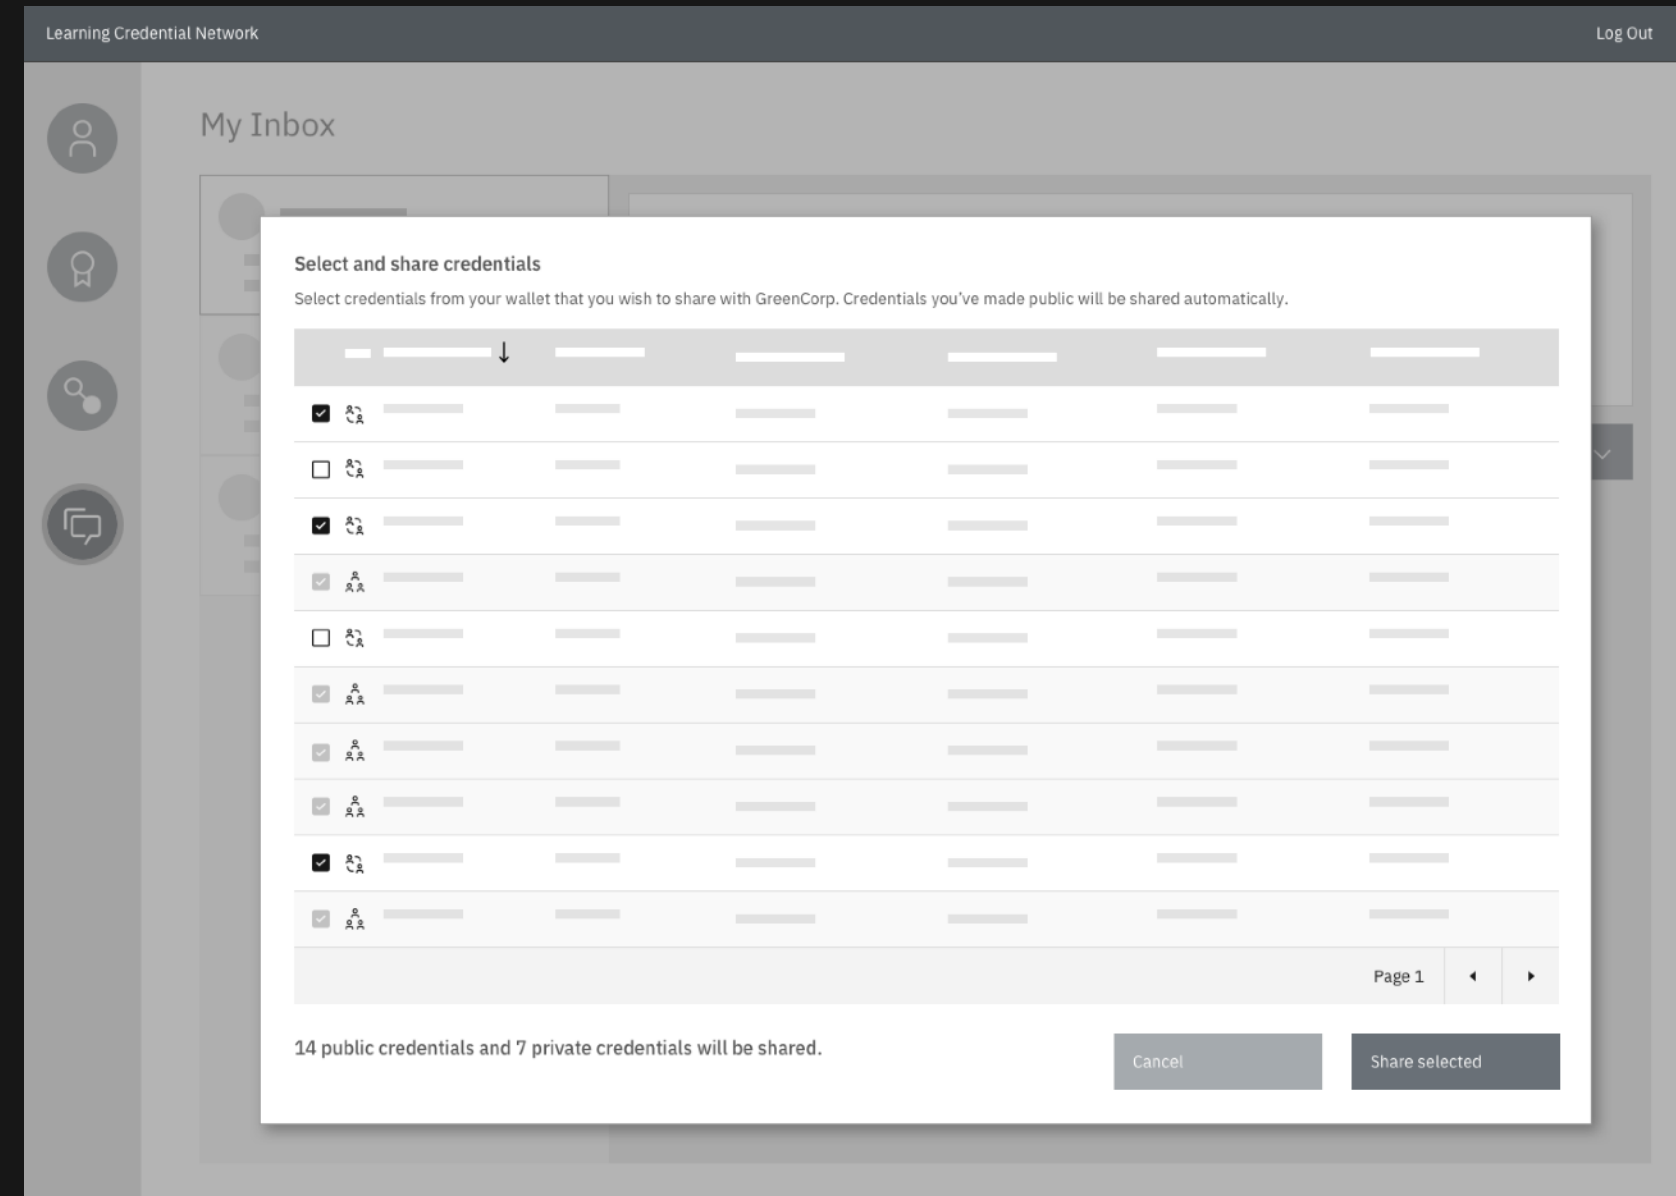 Learning Credential Network
Log Out
My Inbox
Select and share credentials
Select credentials from your wallet that you wish to share with GreenCorp. Credentials you've made public will be shared automatically.
Page 1
14 public credentials and 7 private credentials will be shared.
Cancel
Share selected